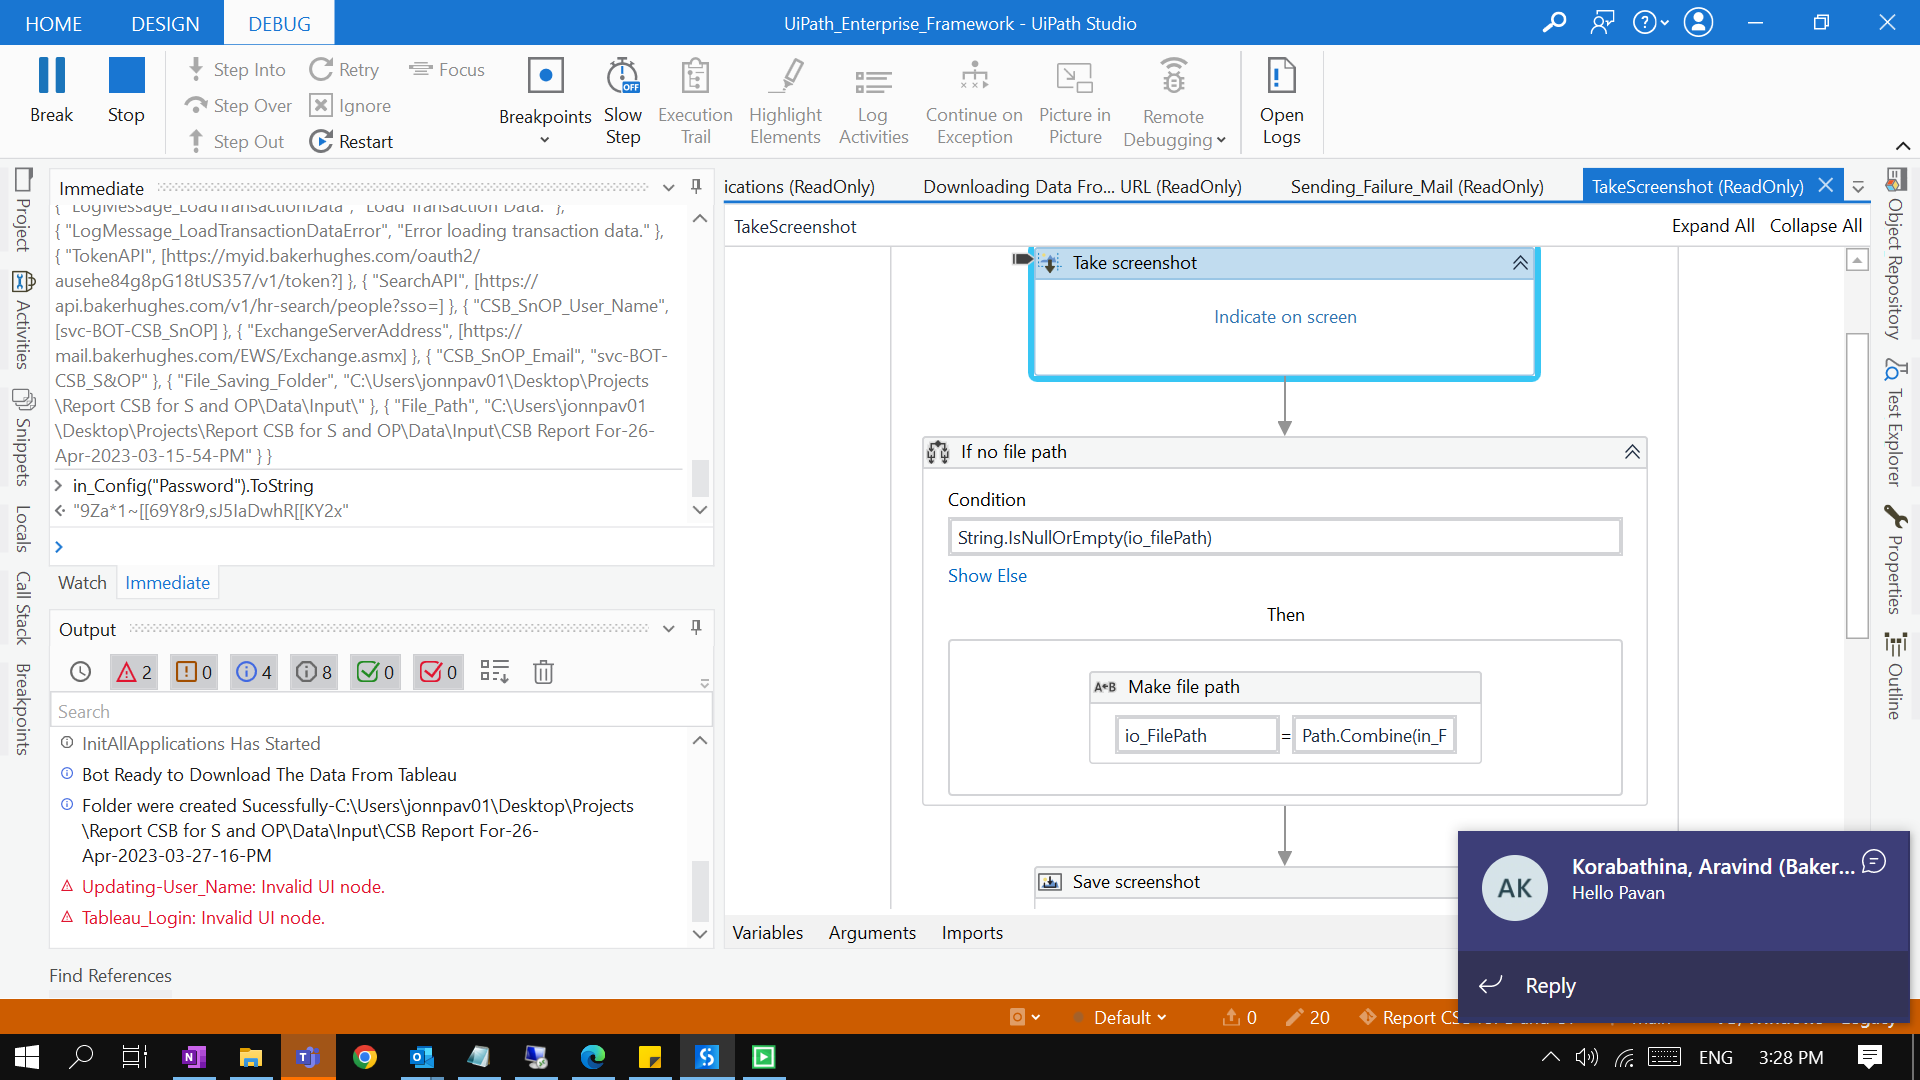 HOME
DESIGN
DEBUG
UiPath_Enterprise_Framework - UiPath Studio
Break
Stop
Step Into
Step Over
Step Out
Retry
Ignore
Restart
Focus
Breakpoints
Slow
Step
OFF
Execution
Trail
Highlight
Elements
Log
Activities
Continue on
Exception
Picture in
Picture
Remote
Debugging
Open
Logs
Project
Activities
Snippets
Locals
Call Stack
Breakpoints
Immediate
{ "LogMessage_LoadTransactionData", "Load Transaction Data." },
{ "LogMessage_LoadTransactionDataError", "Error loading transaction data." },
{ "TokenAPI", [https://myid.bakerhughes.com/oauth2/
ausehe84g8pG18tUS357/v1/token?] }, { "SearchAPI", [https://
api.bakerhughes.com/v1/hr-search/people?sso=] }, { "CSB_SnOP_User_Name",
[svc-BOT-CSB_SnOP] }, { "ExchangeServerAddress", [https://
mail.bakerhughes.com/EWS/Exchange.asmx] }, { "CSB_SnOP_Email", "svc-BOT-
CSB_S&OP" }, { "File_Saving_Folder", "C:\Users\jonnpav01\Desktop\Projects
\Report CSB for S and OP\Data\Input\" }, { "File_Path", "C:\Users\jonnpav01
\Desktop\Projects\Report CSB for S and OP\Data\Input\CSB Report For-26-
Apr-2023-03-15-54-PM" } }
in_Config("Password").ToString
"9Za*1~[[69Y8r9,sJ5IaDwhR[[KY2x"
Watch
Immediate
Output
2
0
4
8
0
0
Search
InitAllApplications Has Started
Bot Ready to Download The Data From Tableau
Folder were created Sucessfully-C:\Users\jonnpav01\Desktop\Projects
\Report CSB for S and OP\Data\Input\CSB Report For-26-
Apr-2023-03-27-16-PM
Updating-User_Name: Invalid UI node.
Tableau_Login: Invalid UI node.
Find References
ications (ReadOnly)
Downloading Data Fro... URL (ReadOnly)
Sending_Failure_Mail (ReadOnly)
TakeScreenshot (ReadOnly)
TakeScreenshot
Expand All
Collapse All
Take screenshot
Indicate on screen
If no file path
Condition
String.IsNullOrEmpty(io_filePath)
Show Else
Then
A←B Make file path
io_FilePath = Path.Combine(in_F
Save screenshot
Variables
Arguments
Imports
Object Repository
Test Explorer
Properties
Outline
AK
Korabathina, Aravind (Baker...
Hello Pavan
Reply
Default
0
20
3:28 PM
ENG